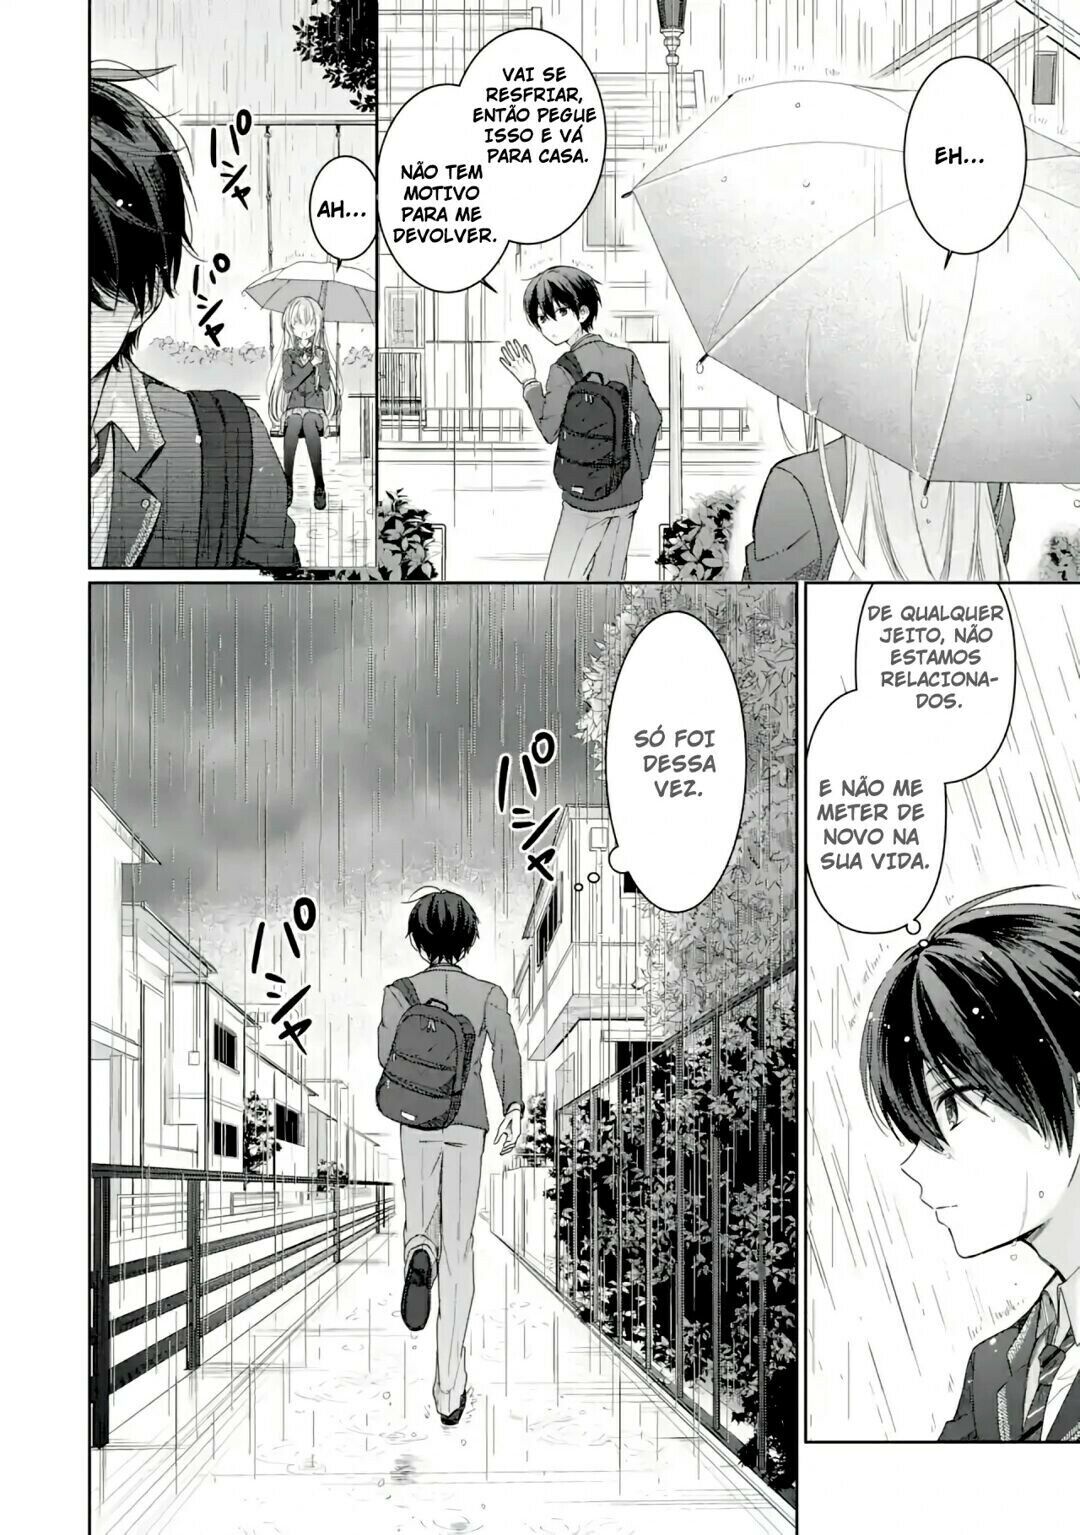 EH...
VAI SE
RESFRIAR,
ENTÃO PEGUE
ISSO E VÁ
PARA CASA.
NÃO TEM
MOTIVO
PARA ME
DEVOLVER.
AH...
パシャ
パシャ
DE QUALQUER
JEITO, NÃO
ESTAMOS
RELACIONA-
DOS.
E NÃO ME
METER DE
NOVO NA
SUA VIDA.
SÓ FOI
DESSA
VEZ.
パシャ
パシャ